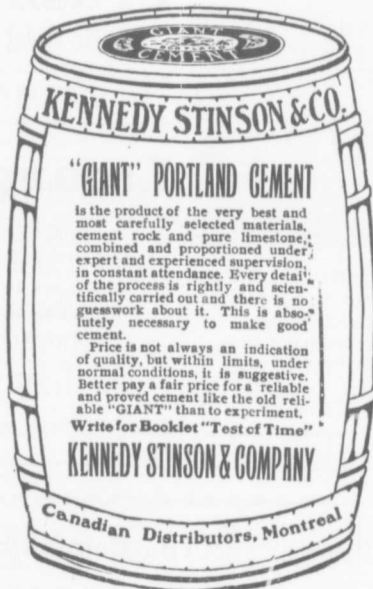 GIANT
CEMENT
KENNEDY STINSON & CO.
"GIANT" PORTLAND CEMENT
is the product of the very best and
most carefully selected materials,
cement rock and pure limestone,
combined and proportioned under
expert and experienced supervision,
in constant attendance. Every detail
of the process is rightly and scien-
tifically carried out and there is no
guesswork about it. This is abso-
lutely necessary to make good
cement.
Price is not always an indication
of quality, but within limits, under
normal conditions, it is suggestive.
Better pay a fair price for a reliable
and proved cement like the old reli-
able "GIANT" than to experiment.
Write for Booklet "Test of Time"
KENNEDY STINSON & COMPANY
Canadian Distributors, Montreal